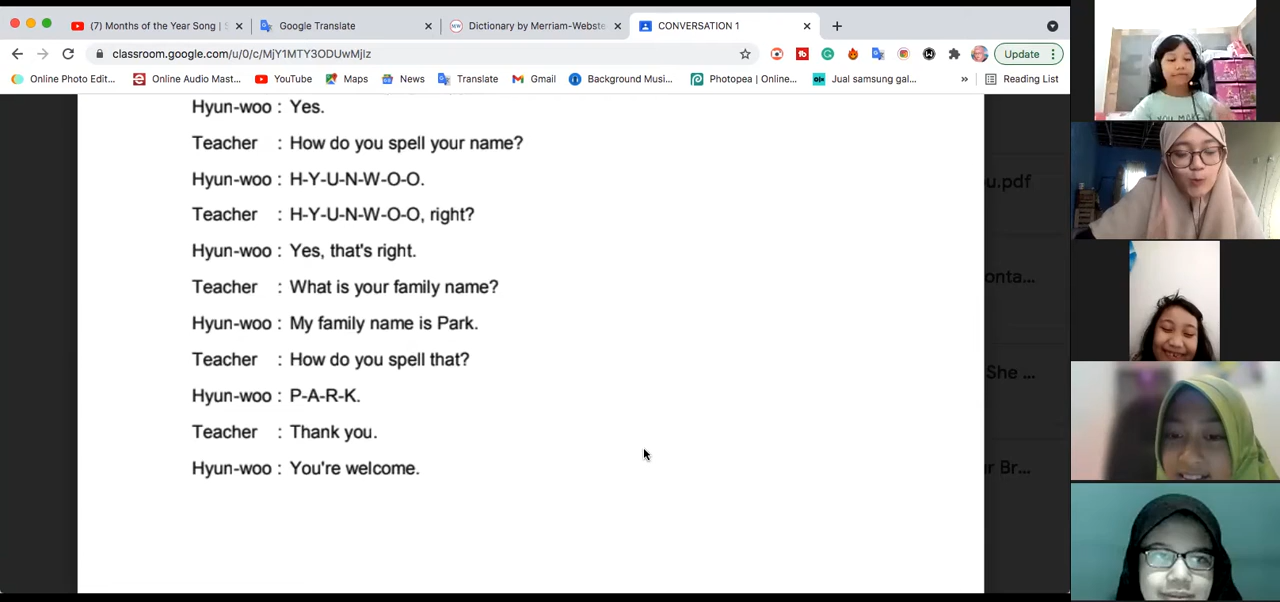 (7) Months of the Year Song | S
Google Translate
Dictionary by Merriam-Webste
CONVERSATION 1
classroom.google.com/u/0/c/MjY1MTY3ODUwMjIz
Update
Online Photo Edit...
Online Audio Mast...
YouTube
Maps
News
Translate
Gmail
Background Musi...
Photopea | Online...
Jual samsung gal...
»
Reading List
Hyun-woo : Yes.
Teacher : How do you spell your name?
Hyun-woo : H-Y-U-N-W-O-O.
Teacher : H-Y-U-N-W-O-O, right?
Hyun-woo : Yes, that's right.
Teacher : What is your family name?
Hyun-woo : My family name is Park.
Teacher : How do you spell that?
Hyun-woo : P-A-R-K.
Teacher : Thank you.
Hyun-woo : You're welcome.
ou.pdf
onta...
She ...
ur Br...